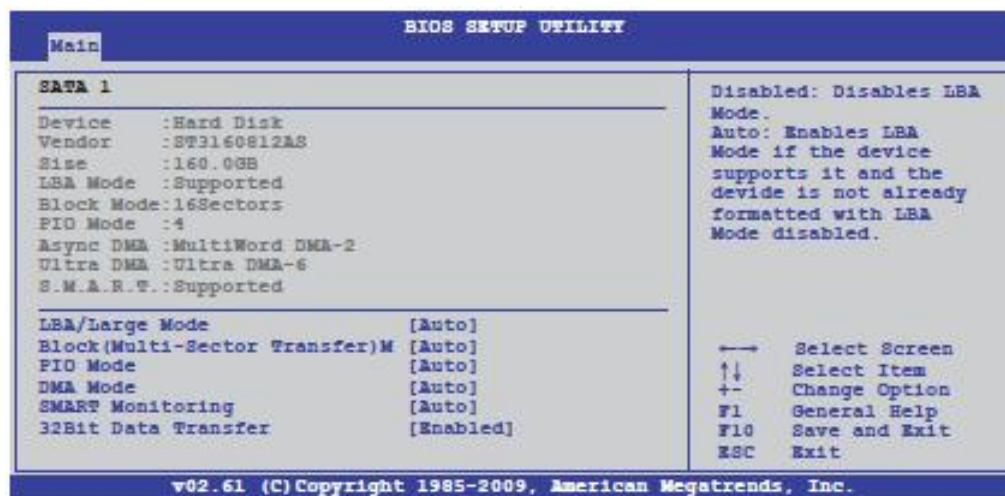 BIOS SETUP UTILITY
Main
SATA 1
Device :Hard Disk
Vendor :ST3160812AS
Size :160.0GB
LBA Mode :Supported
Block Mode:16Sectors
PIO Mode :4
Async DMA :MultiWord DMA-2
Ultra DMA :Ultra DMA-6
S.M.A.R.T.:Supported
LBA/Large Mode [Auto]
Block(Multi-Sector Transfer)M [Auto]
PIO Mode [Auto]
DMA Mode [Auto]
SMART Monitoring [Auto]
32Bit Data Transfer [Enabled]
Disabled: Disables LBA
Mode.
Auto: Enables LBA
Mode if the device
supports it and the
devide is not already
formatted with LBA
Mode disabled.
←→ Select Screen
↑↓ Select Item
+- Change Option
F1 General Help
F10 Save and Exit
ESC Exit
v02.61 (C)Copyright 1985-2009, American Megatrends, Inc.